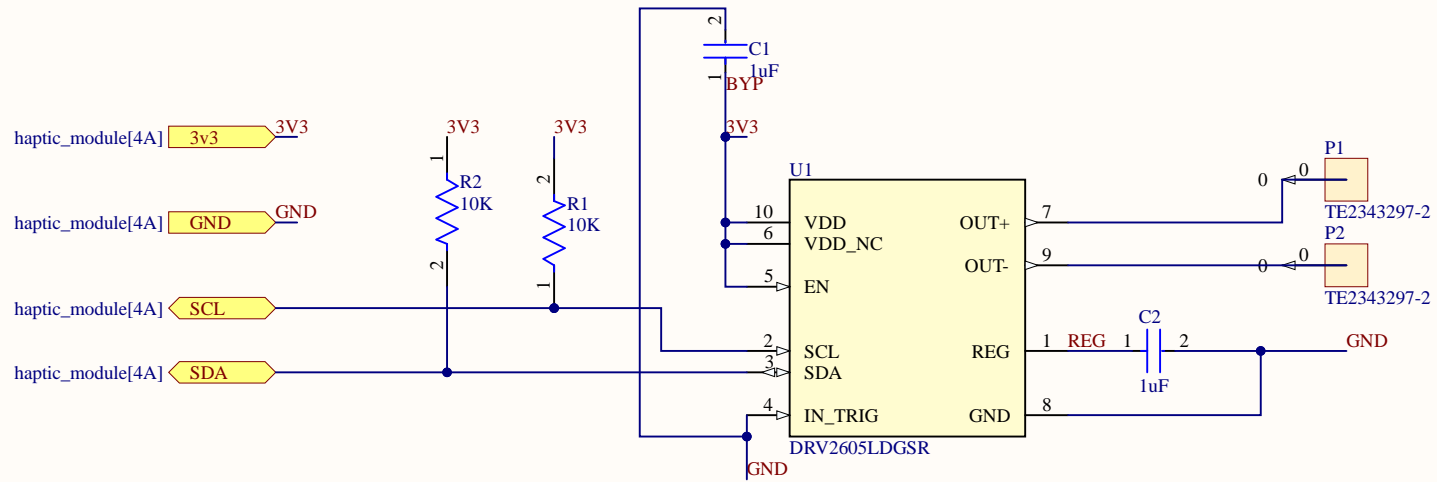 2
C1
1uF
1
BYP
haptic_module[4A] 3v3 3V3
3V3
3V3
3V3
1
R2
10K
2
2
R1
10K
1
haptic_module[4A] GND GND
haptic_module[4A] SCL
haptic_module[4A] SDA
U1
10 VDD
6 VDD_NC
5 EN
2 SCL
3 SDA
4 IN_TRIG
OUT+ 7
OUT- 9
REG 1
GND 8
DRV2605LDGSR
GND
P1
0 0
TE2343297-2
P2
0 0
TE2343297-2
REG 1 C2 2 GND
1uF